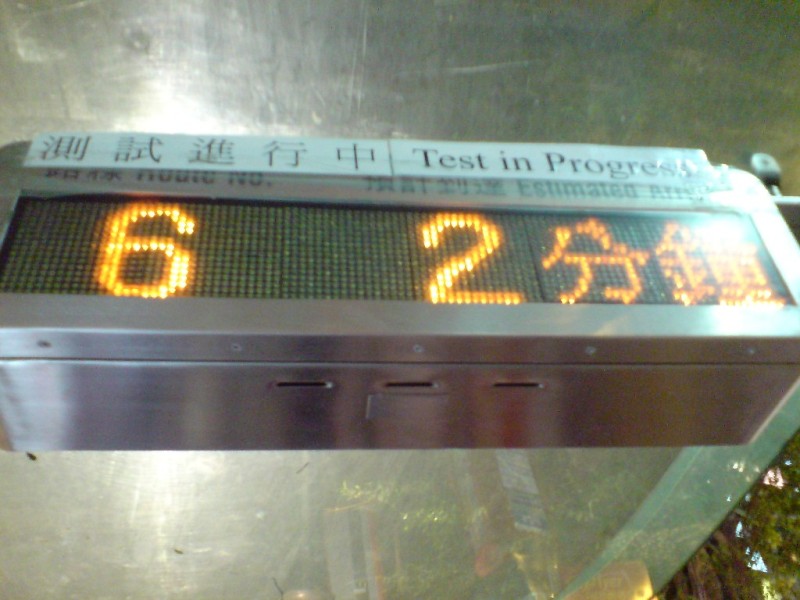 測試進行中 Test in Progress
路線 Route No. 預計到達 Estimated
6 2分鐘